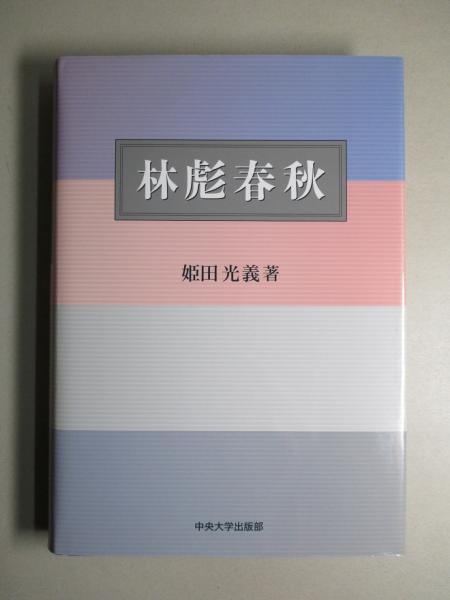 林彪春秋
姫田光義著
中央大学出版部